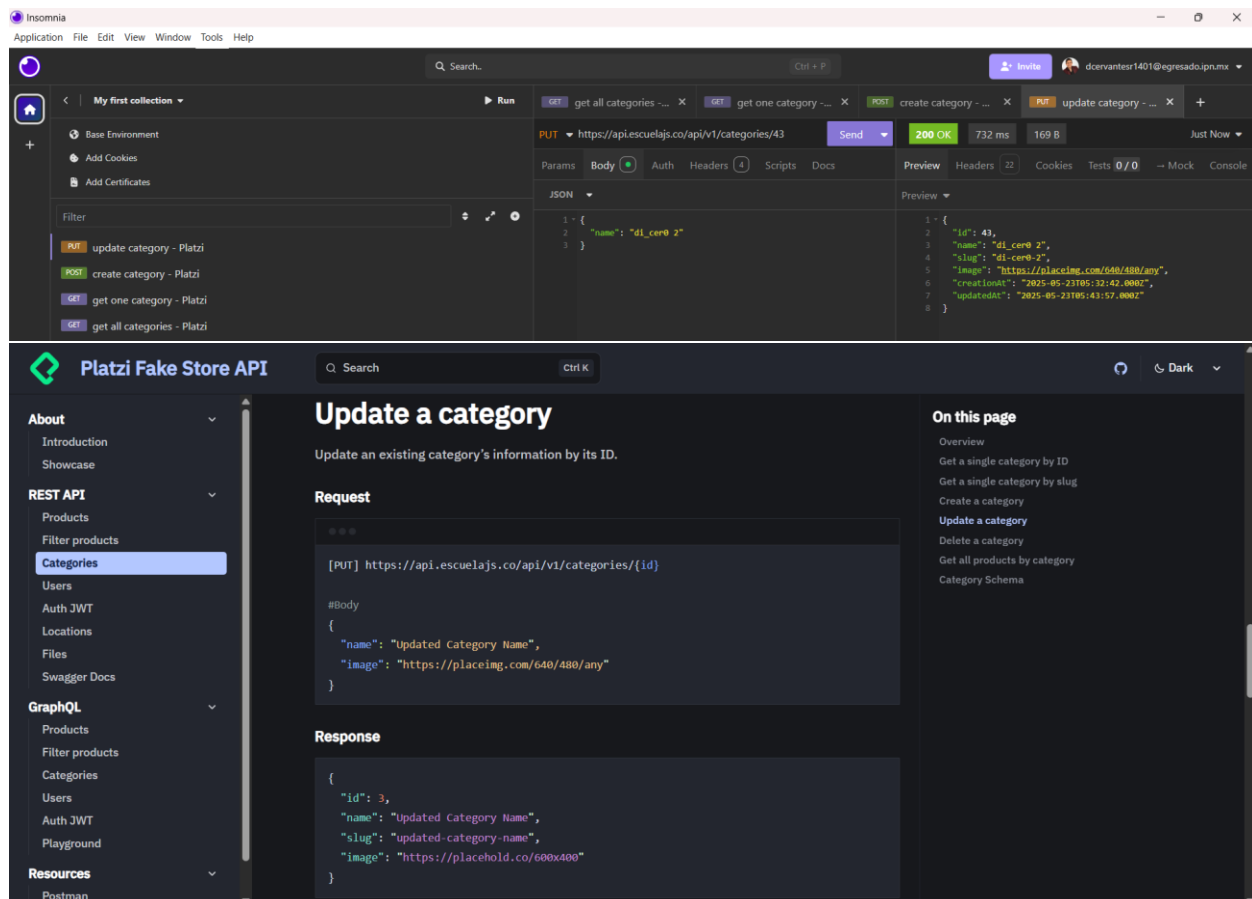 Insomnia
Application File Edit View Window Tools Help
Search.. Ctrl + P Invite dcervantesr1401@egresado.ipn.mx
My first collection Run
GET get all categories -... GET get one category -... POST create category - ... PUT update category - ...
Base Environment
Add Cookies
Add Certificates
Filter
PUT update category - Platzi
POST create category - Platzi
GET get one category - Platzi
GET get all categories - Platzi
PUT https://api.escuelajs.co/api/v1/categories/43 Send
Params Body Auth Headers 4 Scripts Docs
JSON
1 {
2 "name": "di_cer0 2"
3 }
200 OK 732 ms 169 B Just Now
Preview Headers 22 Cookies Tests 0 / 0 → Mock Console
Preview
1 {
2 "id": 43,
3 "name": "di_cer0 2",
4 "slug": "di-cer0-2",
5 "image": "https://placeimg.com/640/480/any",
6 "creationAt": "2025-05-23T05:32:42.000Z",
7 "updatedAt": "2025-05-23T05:43:57.000Z"
8 }
Platzi Fake Store API Search Ctrl K Dark
About
Introduction
Showcase
REST API
Products
Filter products
Categories
Users
Auth JWT
Locations
Files
Swagger Docs
GraphQL
Products
Filter products
Categories
Users
Auth JWT
Playground
Resources
Postman
Update a category
Update an existing category’s information by its ID.
Request
[PUT] https://api.escuelajs.co/api/v1/categories/{id}
#Body
{
"name": "Updated Category Name",
"image": "https://placeimg.com/640/480/any"
}
Response
{
"id": 3,
"name": "Updated Category Name",
"slug": "updated-category-name",
"image": "https://placehold.co/600x400"
}
On this page
Overview
Get a single category by ID
Get a single category by slug
Create a category
Update a category
Delete a category
Get all products by category
Category Schema